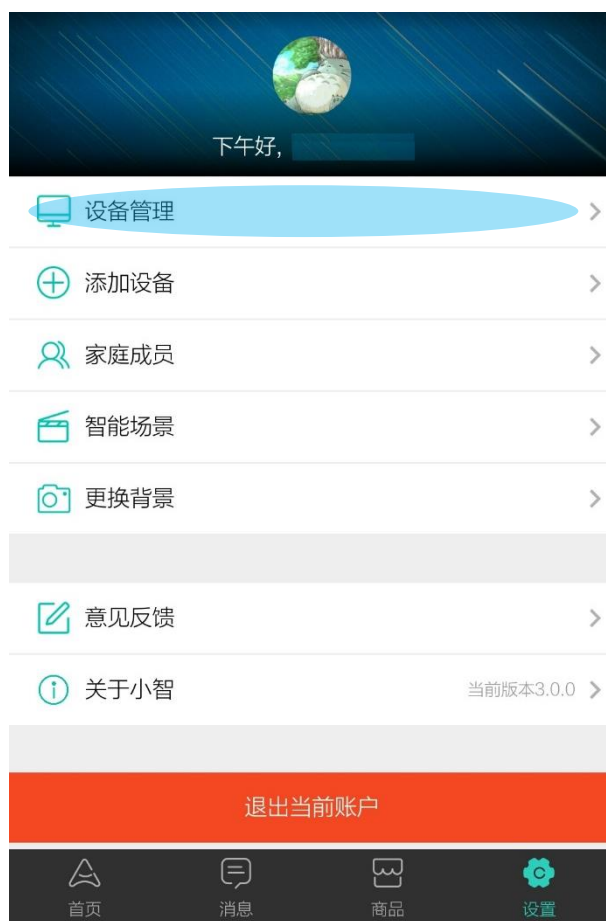 下午好,
设备管理
添加设备
家庭成员
智能场景
更换背景
意见反馈
关于小智 当前版本3.0.0
退出当前账户
首页 消息 商品 设置